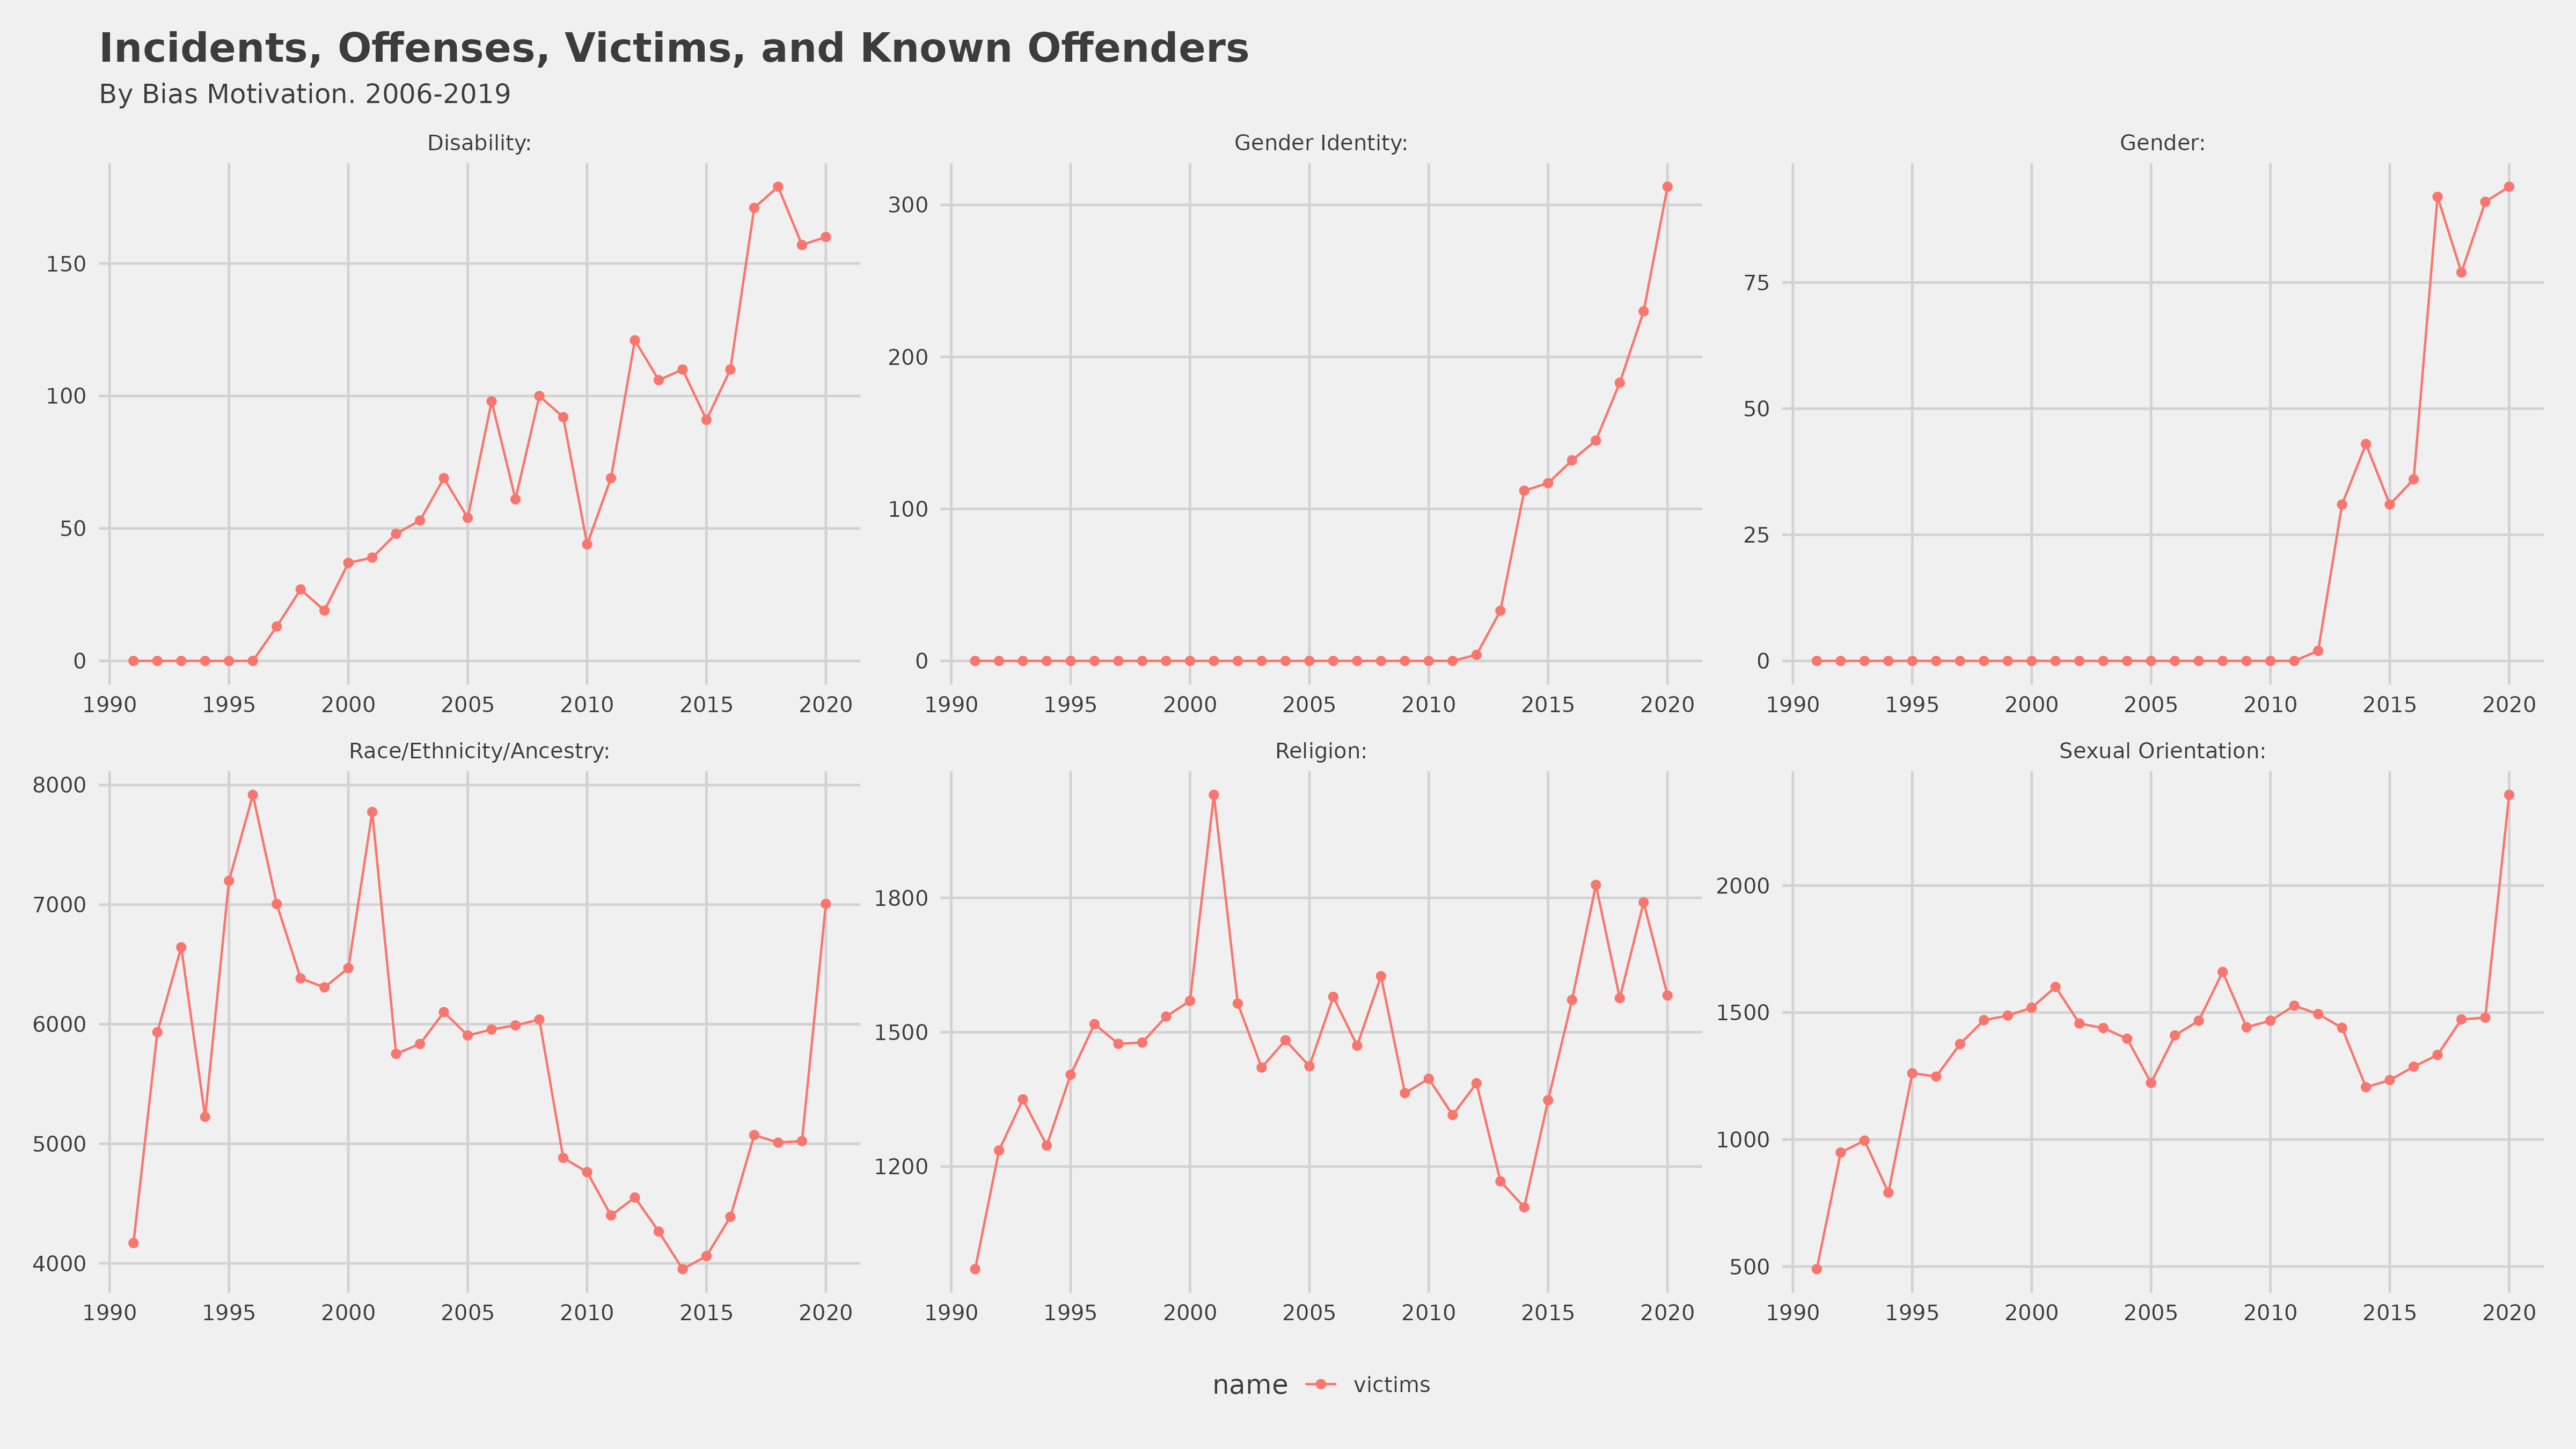 Incidents, Offenses, Victims, and Known Offenders
By Bias Motivation. 2006-2019
Disability:
150
100
50
0
1990 1995 2000 2005 2010 2015 2020
Gender Identity:
300
200
100
0
1990 1995 2000 2005 2010 2015 2020
Gender:
75
50
25
0
1990 1995 2000 2005 2010 2015 2020
Race/Ethnicity/Ancestry:
8000
7000
6000
5000
4000
1990 1995 2000 2005 2010 2015 2020
Religion:
1800
1500
1200
1990 1995 2000 2005 2010 2015 2020
Sexual Orientation:
2000
1500
1000
500
1990 1995 2000 2005 2010 2015 2020
name victims